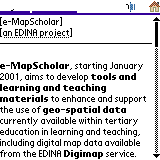 [e-MapScholar]
[an EDINA project]
e-MapScholar, starting January
2001, aims to develop tools and
learning and teaching
materials to enhance and support
the use of geo-spatial data
currently available within tertiary
education in learning and teaching,
including digital map data available
from the EDINA Digimap service.